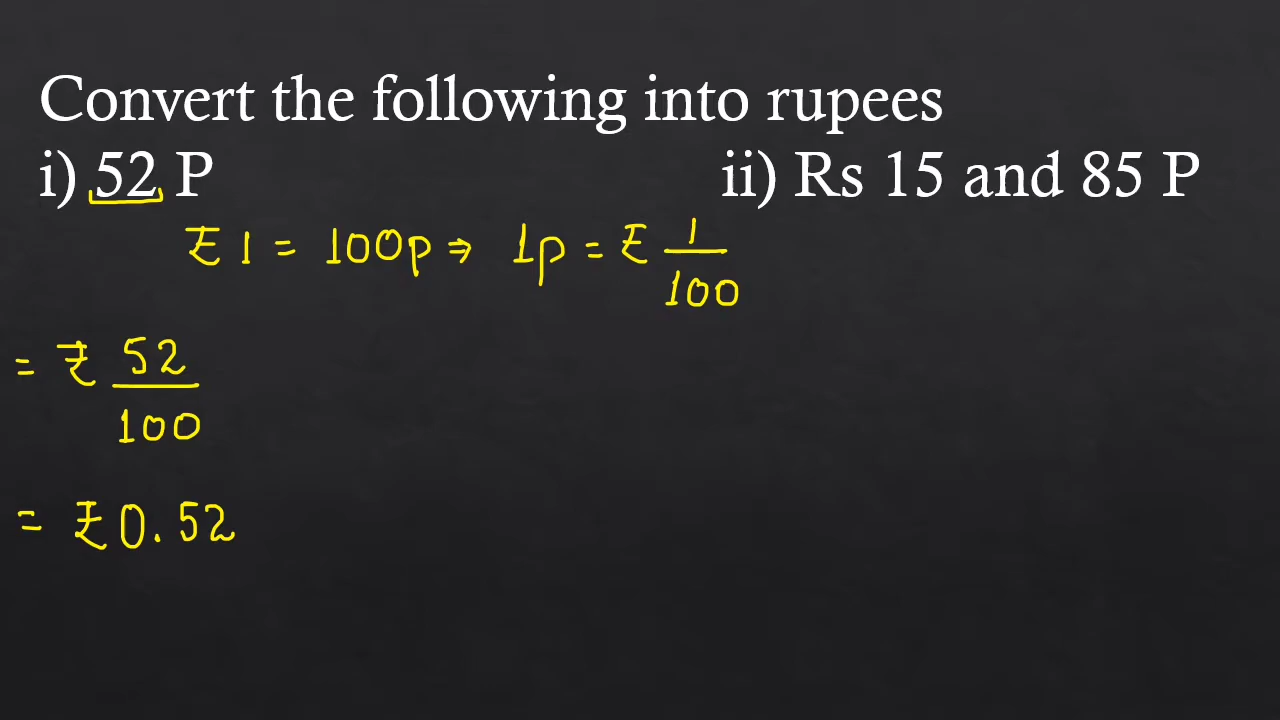 Convert the following into rupees
i) 52 P ii) Rs 15 and 85 P
₹ 1 = 100p ⇒ 1p = ₹ 1/100
= ₹ 52/100
= ₹ 0.52